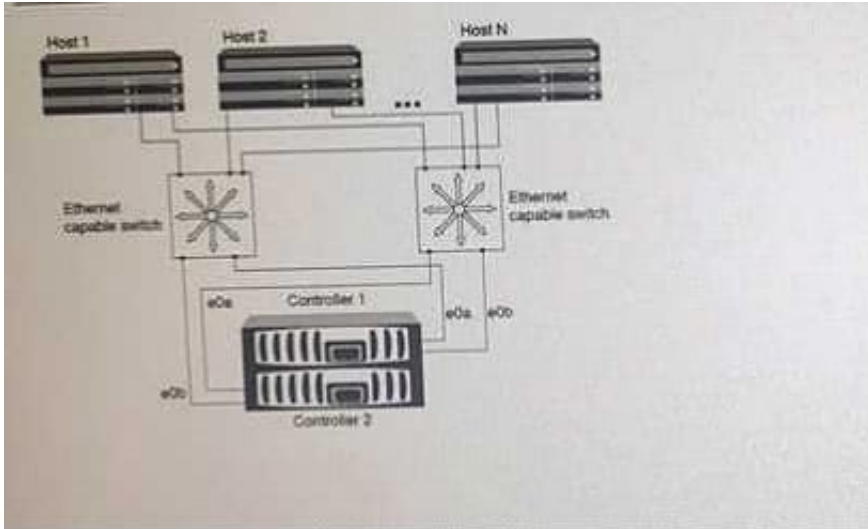 Host 1
Host 2
Host N
Ethernet
capable switch
Ethernet
capable switch
e0a
Controller 1
e0a
e0b
e0b
Controller 2